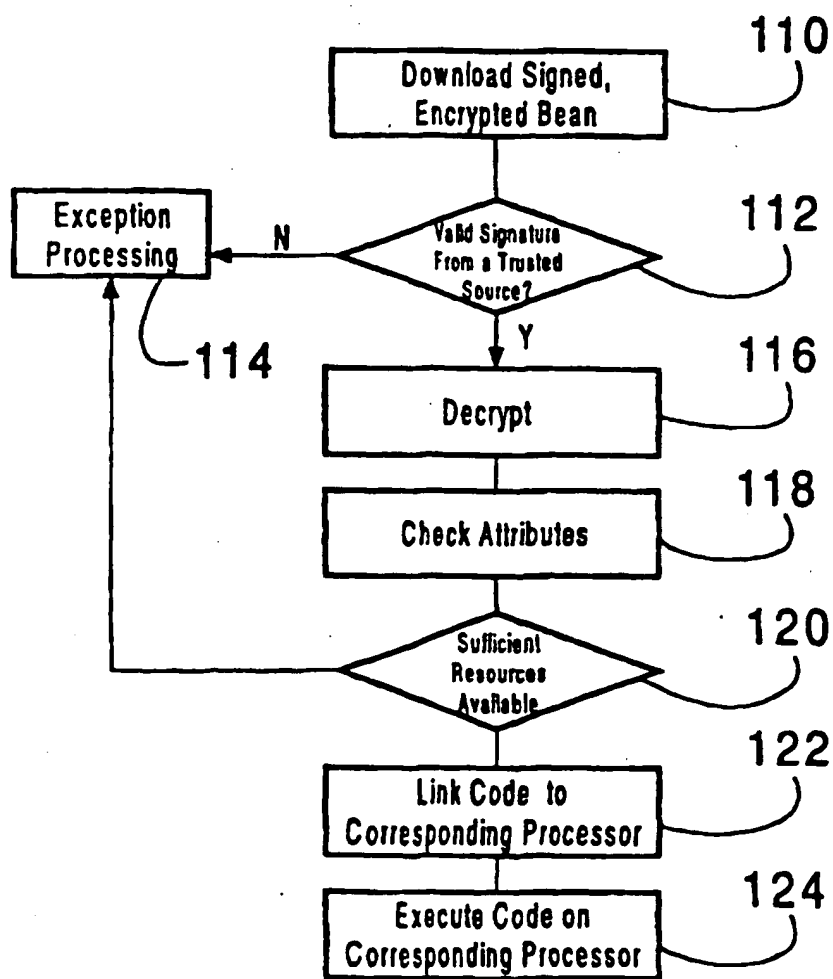 110
Download Signed,
Encrypted Bean
Exception
Processing
N
Valid Signature
From a Trusted
Source?
112
114
Y
116
Decrypt
118
Check Attributes
120
Sufficient
Resources
Available
122
Link Code to
Corresponding Processor
124
Execute Code on
Corresponding Processor